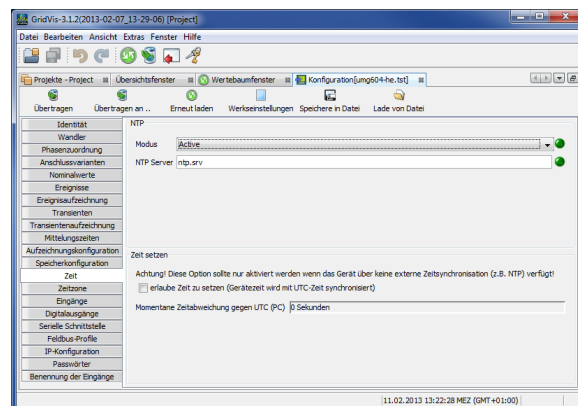 GridVis-3.1.2(2013-02-07_13-29-06) [Project]
Datei Bearbeiten Ansicht Extras Fenster Hilfe
Projekte - Project Übersichtsfenster Wertebaumfenster Konfiguration[umg604-he.tst]
Übertragen Übertragen an .. Erneut laden Werkseinstellungen Speichere in Datei Lade von Datei
Identität
Wandler
Phasenzuordnung
Anschlussvarianten
Nominalwerte
Ereignisse
Ereignisaufzeichnung
Transienten
Transientenaufzeichnung
Mittelungszeiten
Aufzeichnungskonfiguration
Speicherkonfiguration
Zeit
Zeitzone
Eingänge
Digitalausgänge
Serielle Schnittstelle
Feldbus-Profile
IP-Konfiguration
Passwörter
Benennung der Eingänge
NTP
Modus Active
NTP Server ntp.srv
Zeit setzen
Achtung! Diese Option sollte nur aktiviert werden wenn das Gerät über keine externe Zeitsynchronisation (z.B. NTP) verfügt!
erlaube Zeit zu setzen (Gerätezeit wird mit UTC-Zeit synchronisiert)
Momentane Zeitabweichung gegen UTC (PC) 0 Sekunden
11.02.2013 13:22:28 MEZ (GMT+01:00)